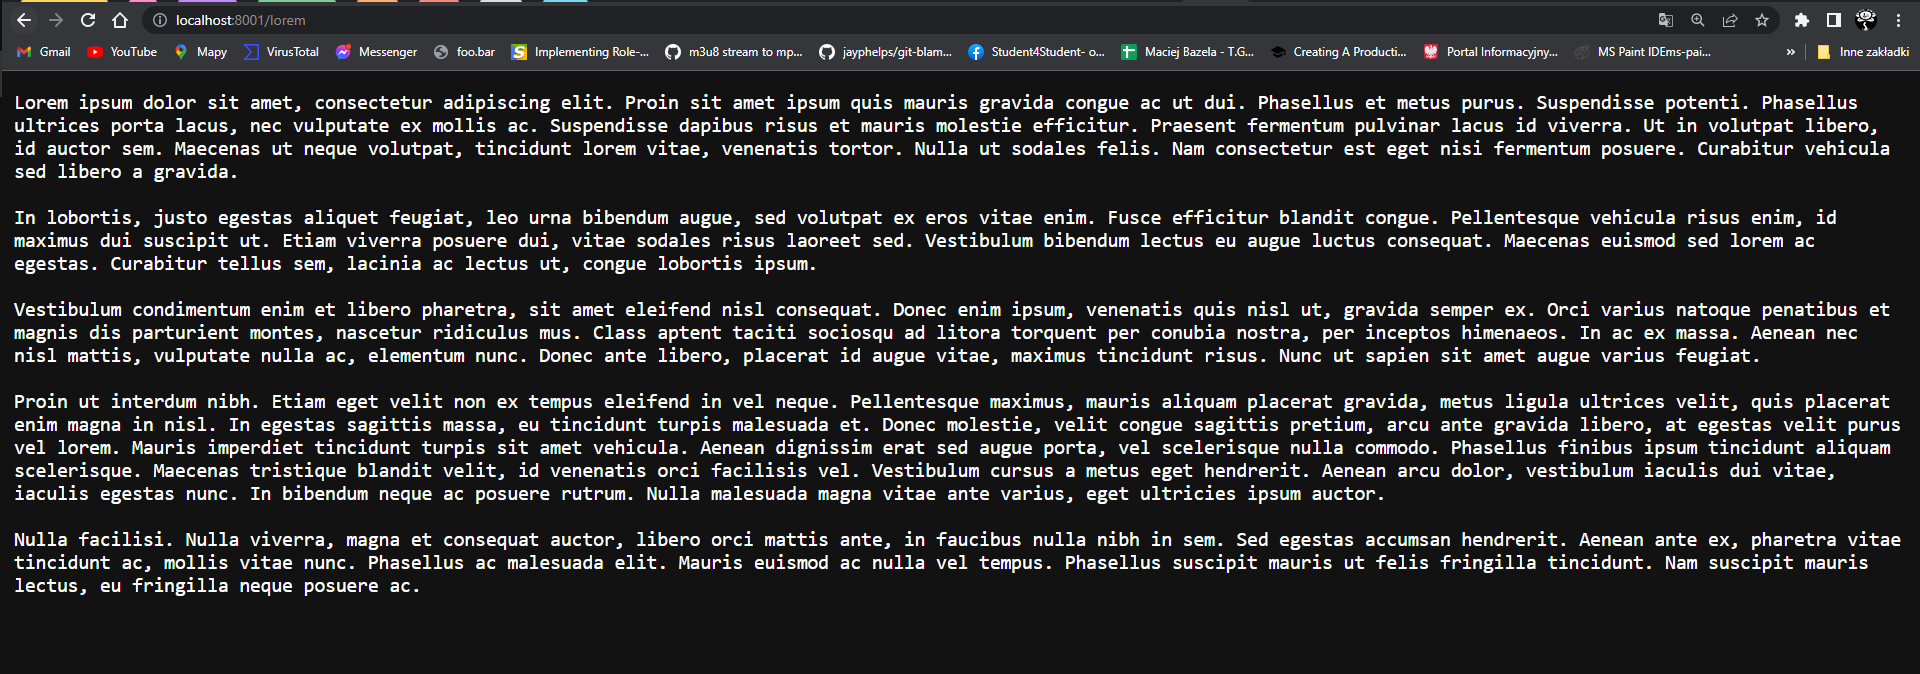 localhost:8001/lorem
Gmail YouTube Mapy VirusTotal Messenger foo.bar Implementing Role-... m3u8 stream to mp... jayphelps/git-blam... Student4Student- o... Maciej Bazela - T.G... Creating A Producti... Portal Informacyjny... MS Paint IDEms-pai... » Inne zakładki
Lorem ipsum dolor sit amet, consectetur adipiscing elit. Proin sit amet ipsum quis mauris gravida congue ac ut dui. Phasellus et metus purus. Suspendisse potenti. Phasellus
ultrices porta lacus, nec vulputate ex mollis ac. Suspendisse dapibus risus et mauris molestie efficitur. Praesent fermentum pulvinar lacus id viverra. Ut in volutpat libero,
id auctor sem. Maecenas ut neque volutpat, tincidunt lorem vitae, venenatis tortor. Nulla ut sodales felis. Nam consectetur est eget nisi fermentum posuere. Curabitur vehicula
sed libero a gravida.
In lobortis, justo egestas aliquet feugiat, leo urna bibendum augue, sed volutpat ex eros vitae enim. Fusce efficitur blandit congue. Pellentesque vehicula risus enim, id
maximus dui suscipit ut. Etiam viverra posuere dui, vitae sodales risus laoreet sed. Vestibulum bibendum lectus eu augue luctus consequat. Maecenas euismod sed lorem ac
egestas. Curabitur tellus sem, lacinia ac lectus ut, congue lobortis ipsum.
Vestibulum condimentum enim et libero pharetra, sit amet eleifend nisl consequat. Donec enim ipsum, venenatis quis nisl ut, gravida semper ex. Orci varius natoque penatibus et
magnis dis parturient montes, nascetur ridiculus mus. Class aptent taciti sociosqu ad litora torquent per conubia nostra, per inceptos himenaeos. In ac ex massa. Aenean nec
nisl mattis, vulputate nulla ac, elementum nunc. Donec ante libero, placerat id augue vitae, maximus tincidunt risus. Nunc ut sapien sit amet augue varius feugiat.
Proin ut interdum nibh. Etiam eget velit non ex tempus eleifend in vel neque. Pellentesque maximus, mauris aliquam placerat gravida, metus ligula ultrices velit, quis placerat
enim magna in nisl. In egestas sagittis massa, eu tincidunt turpis malesuada et. Donec molestie, velit congue sagittis pretium, arcu ante gravida libero, at egestas velit purus
vel lorem. Mauris imperdiet tincidunt turpis sit amet vehicula. Aenean dignissim erat sed augue porta, vel scelerisque nulla commodo. Phasellus finibus ipsum tincidunt aliquam
scelerisque. Maecenas tristique blandit velit, id venenatis orci facilisis vel. Vestibulum cursus a metus eget hendrerit. Aenean arcu dolor, vestibulum iaculis dui vitae,
iaculis egestas nunc. In bibendum neque ac posuere rutrum. Nulla malesuada magna vitae ante varius, eget ultricies ipsum auctor.
Nulla facilisi. Nulla viverra, magna et consequat auctor, libero orci mattis ante, in faucibus nulla nibh in sem. Sed egestas accumsan hendrerit. Aenean ante ex, pharetra vitae
tincidunt ac, mollis vitae nunc. Phasellus ac malesuada elit. Mauris euismod ac nulla vel tempus. Phasellus suscipit mauris ut felis fringilla tincidunt. Nam suscipit mauris
lectus, eu fringilla neque posuere ac.